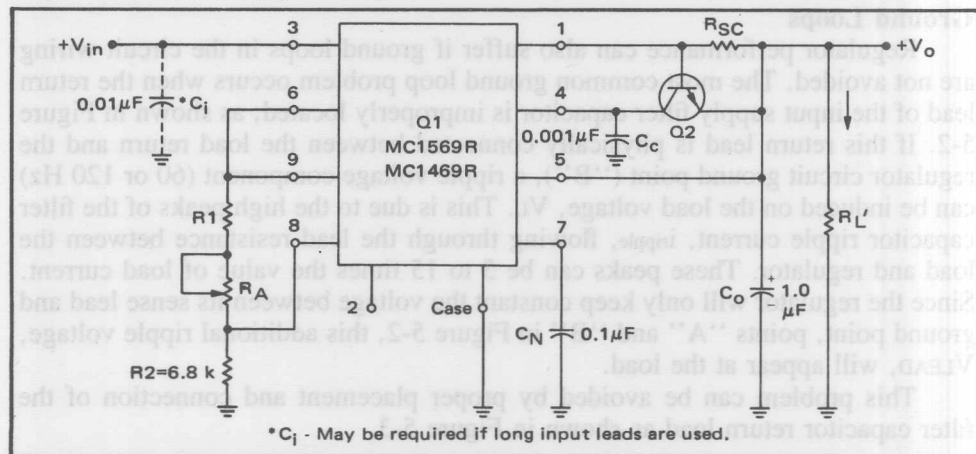 RSC
+Vin
3
1
+Vo
0.01µF
*Ci
6
4
Q2
Q1
MC1569R
MC1469R
0.001µF
Cc
9
5
R1
RL'
RA
2
Case
CN
0.1µF
Co
+
1.0
µF
R2=6.8 k
*Ci - May be required if long input leads are used.
Ground Loops
Regulator performance can also suffer if ground loops in the circuit wiring
are not avoided. The most common ground loop problem occurs when the return
lead of the input supply filter capacitor is improperly located, as shown in Figure
5-2. If this return lead is physically connected between the load return and the
regulator circuit ground point (“B”), a ripple voltage component (60 or 120 Hz)
can be induced on the load voltage, VL. This is due to the high peaks of the filter
capacitor ripple current, iripple, flowing through the lead resistance between the
load and regulator. These peaks can be 5 to 15 times the value of load current.
Since the regulator will only keep constant the voltage between its sense lead and
ground point, points “A” and “B” in Figure 5-2, this additional ripple voltage,
VLEAD, will appear at the load.
This problem can be avoided by proper placement and connection of the
filter capacitor return lead as shown in Figure 5-3.